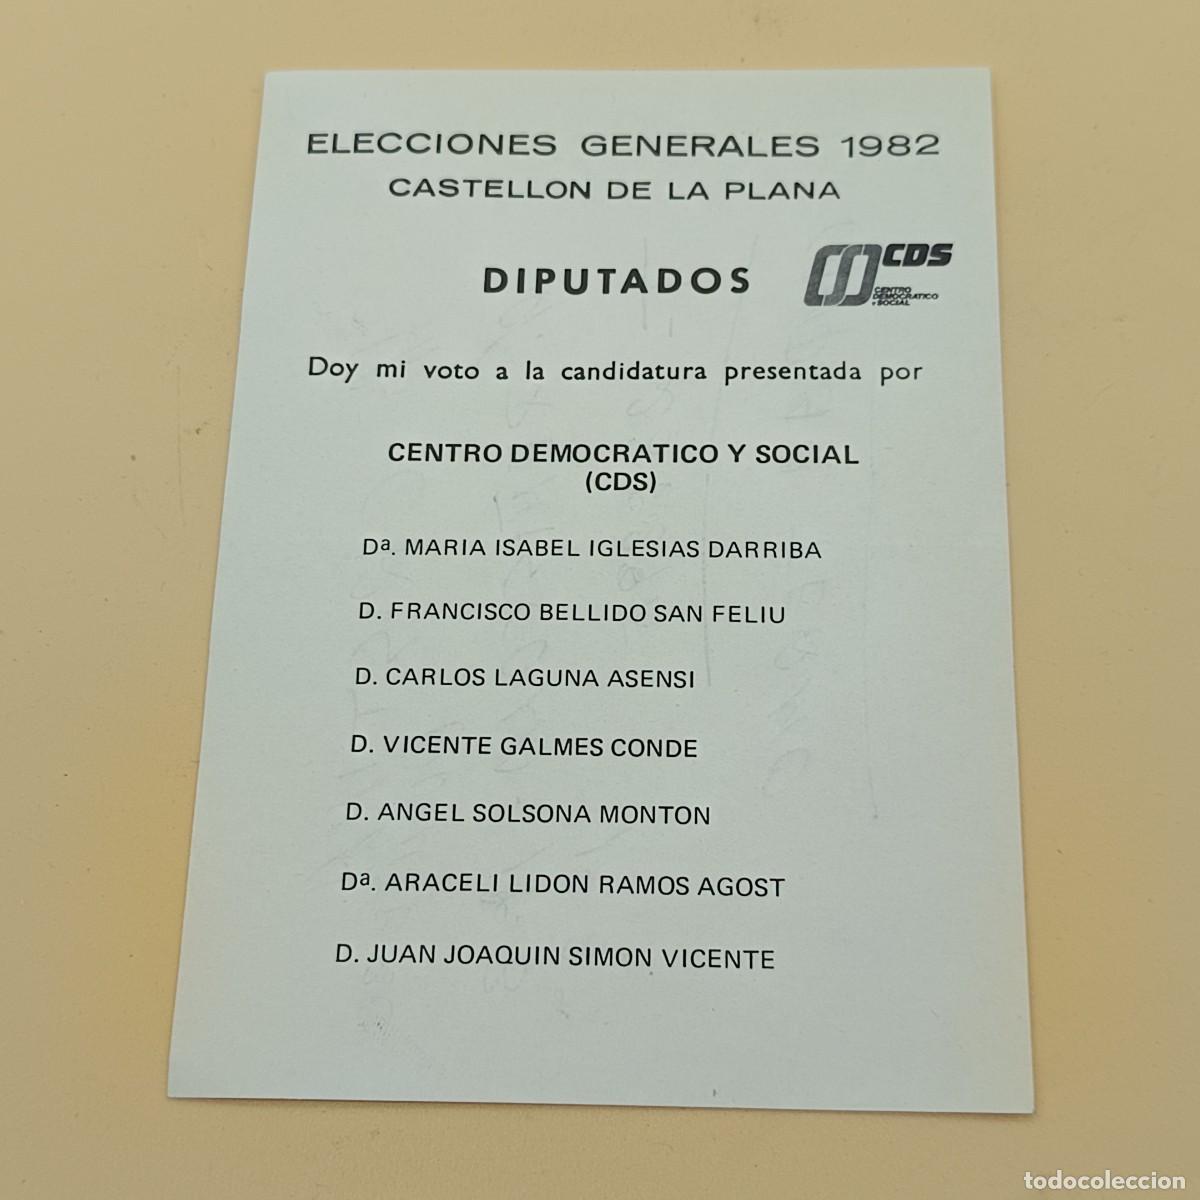 ELECCIONES GENERALES 1982
CASTELLON DE LA PLANA
DIPUTADOS
CDS
CENTRO
DEMOCRATICO
Y SOCIAL
Doy mi voto a la candidatura presentada por
CENTRO DEMOCRATICO Y SOCIAL
(CDS)
Dª. MARIA ISABEL IGLESIAS DARRIBA
D. FRANCISCO BELLIDO SAN FELIU
D. CARLOS LAGUNA ASENSI
D. VICENTE GALMES CONDE
D. ANGEL SOLSONA MONTON
Dª. ARACELI LIDON RAMOS AGOST
D. JUAN JOAQUIN SIMON VICENTE
todocoleccion